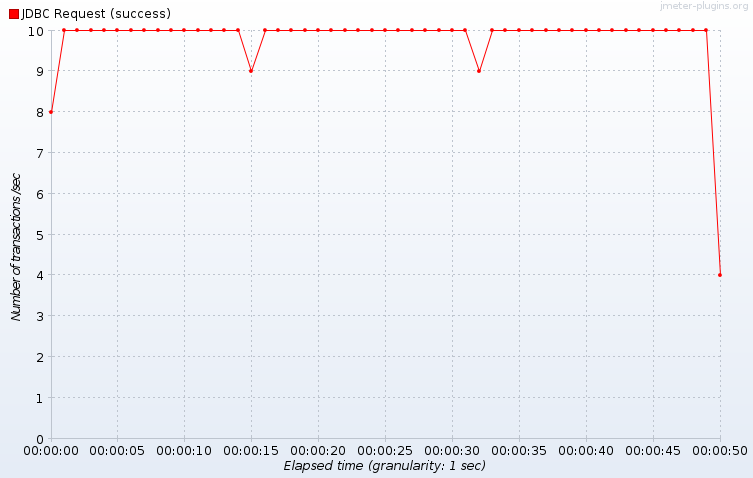 jmeter-plugins.org
JDBC Request (success)
10
9
8
7
6
5
4
3
2
1
0
Number of transactions /sec
00:00:00 00:00:05 00:00:10 00:00:15 00:00:20 00:00:25 00:00:30 00:00:35 00:00:40 00:00:45 00:00:50
Elapsed time (granularity: 1 sec)